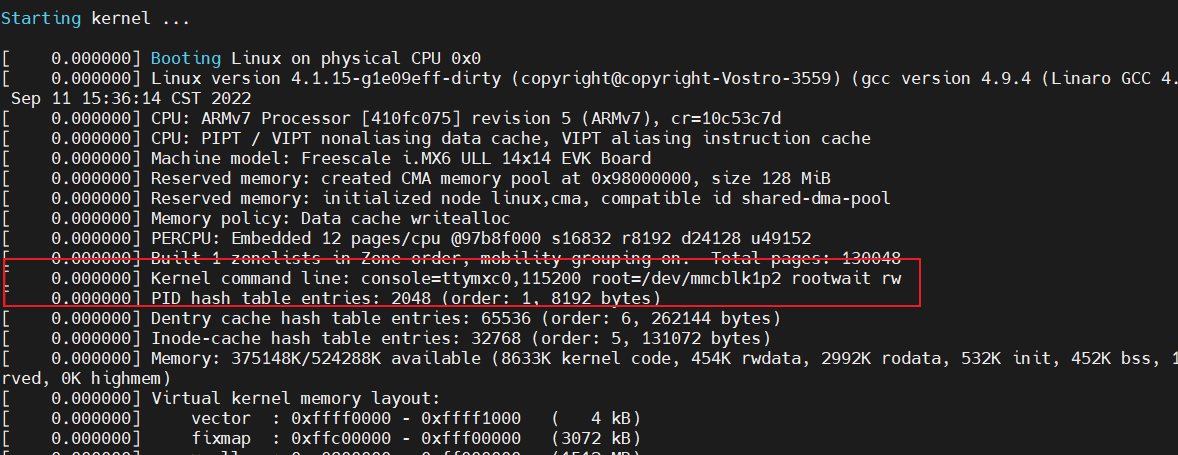 Starting kernel ...
[    0.000000] Booting Linux on physical CPU 0x0
[    0.000000] Linux version 4.1.15-g1e09eff-dirty (copyright@copyright-Vostro-3559) (gcc version 4.9.4 (Linaro GCC 4.
 Sep 11 15:36:14 CST 2022
[    0.000000] CPU: ARMv7 Processor [410fc075] revision 5 (ARMv7), cr=10c53c7d
[    0.000000] CPU: PIPT / VIPT nonaliasing data cache, VIPT aliasing instruction cache
[    0.000000] Machine model: Freescale i.MX6 ULL 14x14 EVK Board
[    0.000000] Reserved memory: created CMA memory pool at 0x98000000, size 128 MiB
[    0.000000] Reserved memory: initialized node linux,cma, compatible id shared-dma-pool
[    0.000000] Memory policy: Data cache writealloc
[    0.000000] PERCPU: Embedded 12 pages/cpu @97b8f000 s16832 r8192 d24128 u49152
[    0.000000] Built 1 zonelists in Zone order, mobility grouping on.  Total pages: 130048
[    0.000000] Kernel command line: console=ttymxc0,115200 root=/dev/mmcblk1p2 rootwait rw
[    0.000000] PID hash table entries: 2048 (order: 1, 8192 bytes)
[    0.000000] Dentry cache hash table entries: 65536 (order: 6, 262144 bytes)
[    0.000000] Inode-cache hash table entries: 32768 (order: 5, 131072 bytes)
[    0.000000] Memory: 375148K/524288K available (8633K kernel code, 454K rwdata, 2992K rodata, 532K init, 452K bss, 1
rved, 0K highmem)
[    0.000000] Virtual kernel memory layout:
[    0.000000]     vector  : 0xffff0000 - 0xffff1000   (   4 kB)
[    0.000000]     fixmap  : 0xffc00000 - 0xfff00000   (3072 kB)